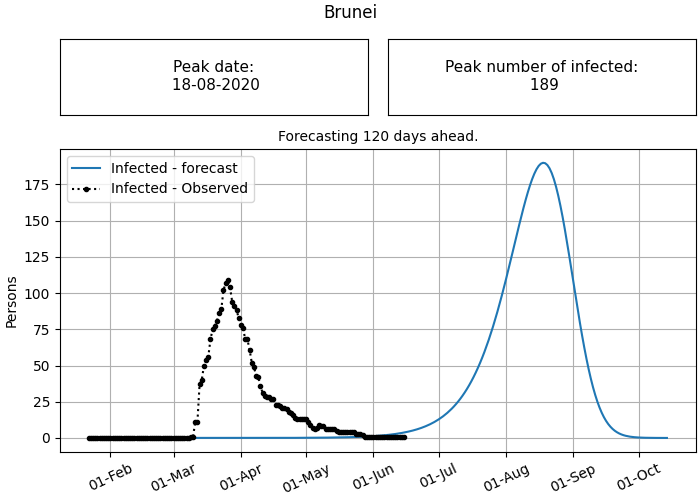 Brunei
Peak date:
18-08-2020
Peak number of infected:
189
Forecasting 120 days ahead.
Infected - forecast
Infected - Observed
Persons
175
150
125
100
75
50
25
0
01-Feb
01-Mar
01-Apr
01-May
01-Jun
01-Jul
01-Aug
01-Sep
01-Oct